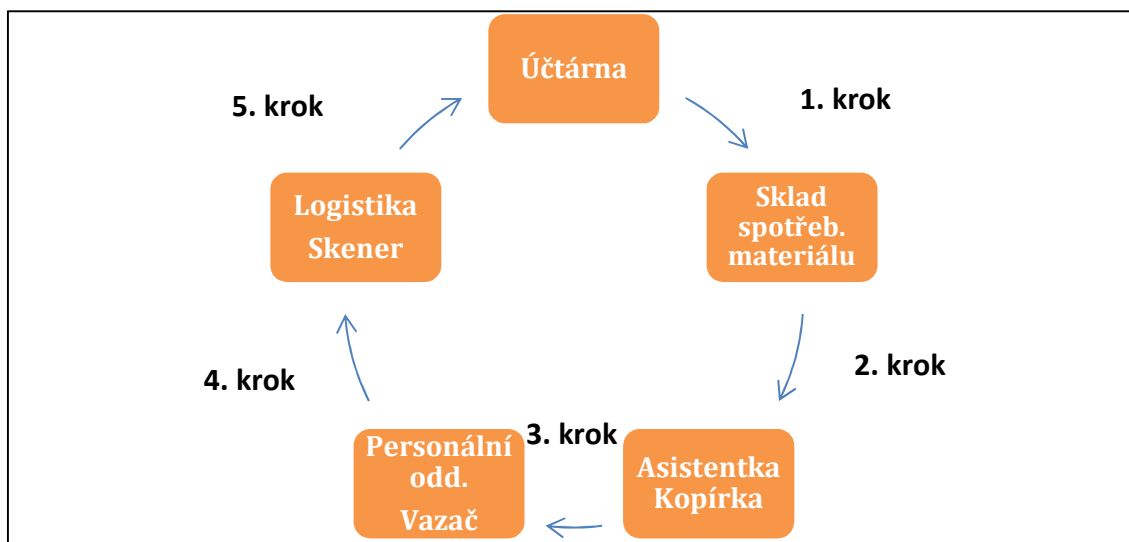 Účtárna
1. krok
Sklad
spotřeb.
materiálu
2. krok
Asistentka
Kopírka
3. krok
Personální
odd.
Vazač
4. krok
Logistika
Skener
5. krok